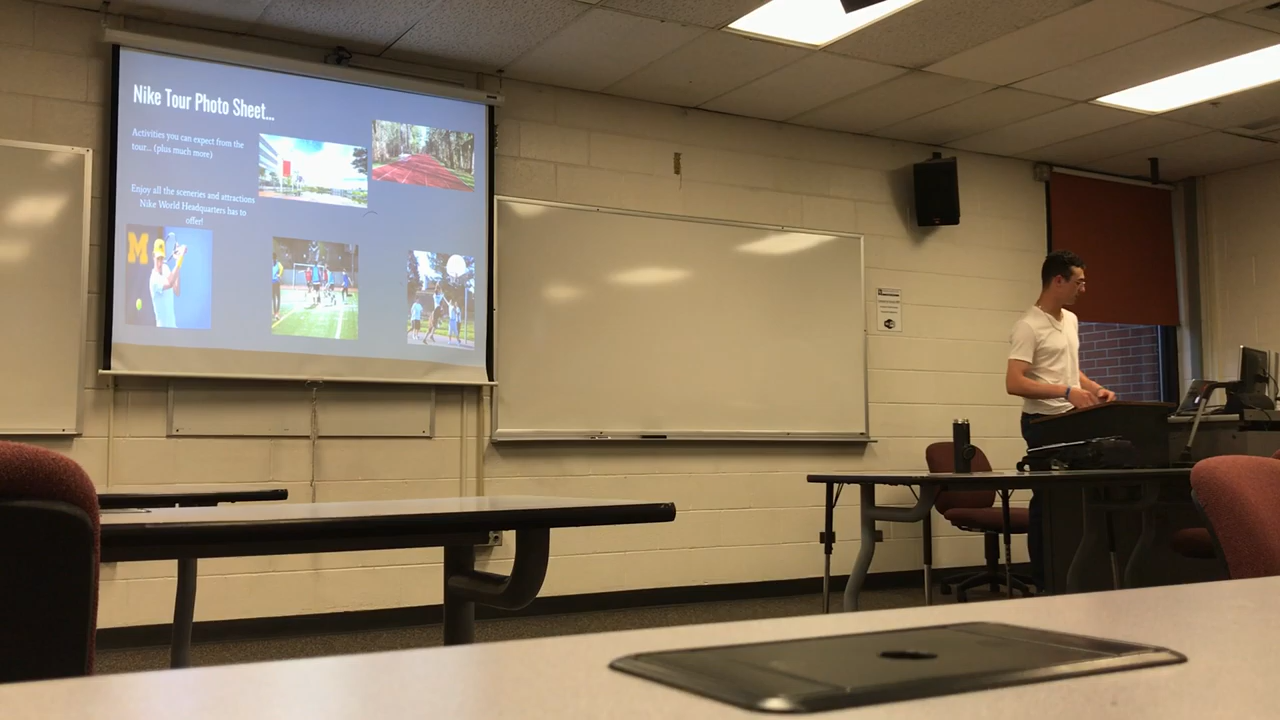 Nike Tour Photo Sheet...
Activities you can expect from the
tour... (plus much more)
Enjoy all the sceneries and attractions
Nike World Headquarters has to
offer!
M